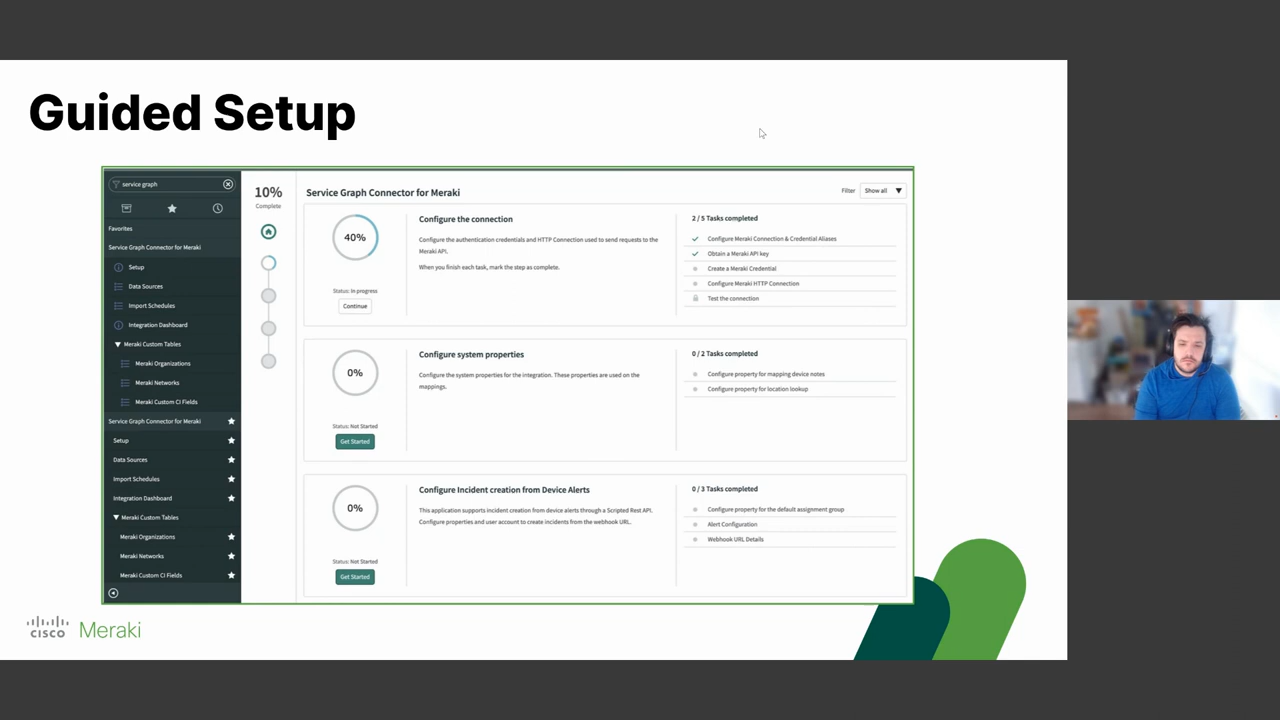 Guided Setup
service graph
Favorites
Service Graph Connector for Meraki
Setup
Data Sources
Import Schedules
Integration Dashboard
Meraki Custom Tables
Meraki Organizations
Meraki Networks
Meraki Custom CI Fields
Service Graph Connector for Meraki
Setup
Data Sources
Import Schedules
Integration Dashboard
Meraki Custom Tables
Meraki Organizations
Meraki Networks
Meraki Custom CI Fields
10%
Complete
Service Graph Connector for Meraki
Filter
Show all
40%
Status: In progress
Continue
Configure the connection
Configure the authentication credentials and HTTP Connection used to send requests to the
Meraki API.
When you finish each task, mark the step as complete.
2 / 5 Tasks completed
Configure Meraki Connection & Credential Aliases
Obtain a Meraki API key
Create a Meraki Credential
Configure Meraki HTTP Connection
Test the connection
0%
Status: Not Started
Get Started
Configure system properties
Configure the system properties for the integration. These properties are used on the
mappings.
0 / 2 Tasks completed
Configure property for mapping device notes
Configure property for location lookup
0%
Status: Not Started
Get Started
Configure Incident creation from Device Alerts
This application supports incident creation from device alerts through a Scripted Rest API.
Configure properties and user account to create incidents from the webhook URL.
0 / 3 Tasks completed
Configure property for the default assignment group
Alert Configuration
Webhook URL Details
CISCO Meraki